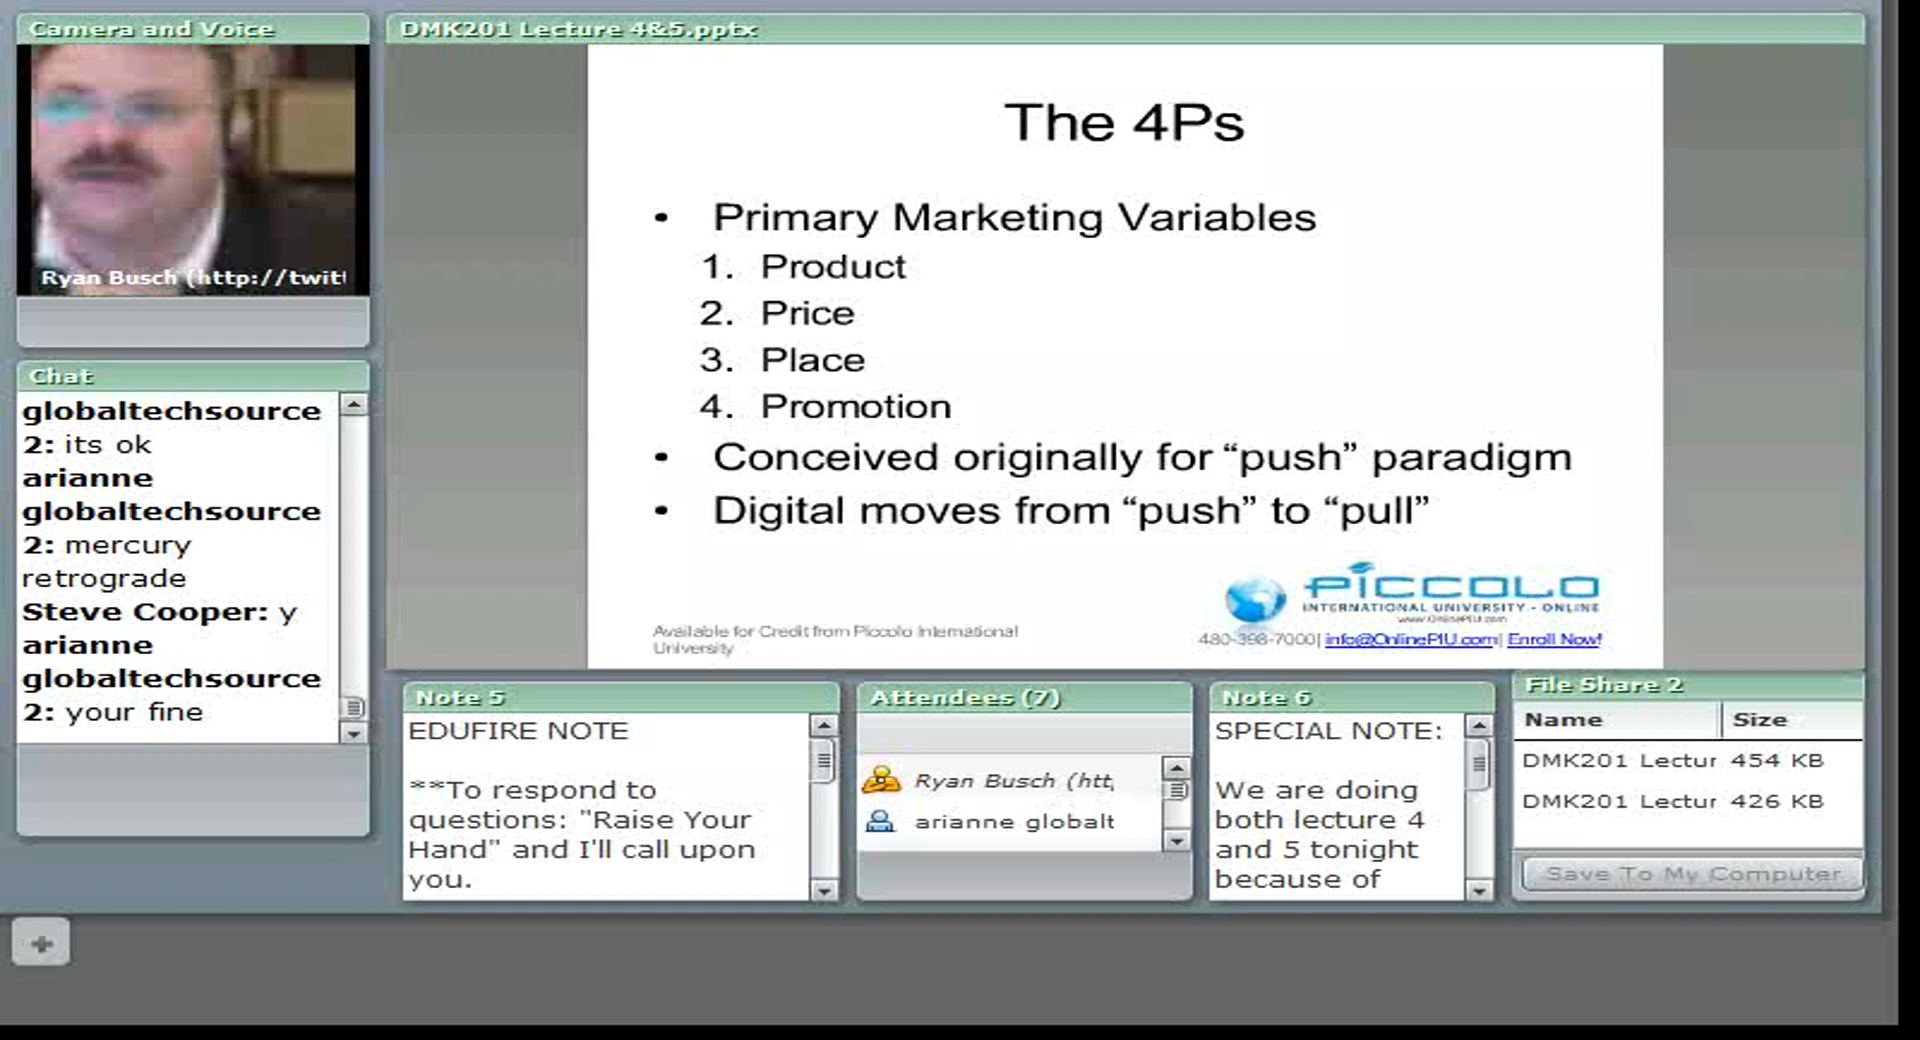 Camera and Voice
Ryan Busch (http://twitt
Chat
globaltechsource
2: its ok
arianne
globaltechsource
2: mercury
retrograde
Steve Cooper: y
arianne
globaltechsource
2: your fine
DMK201 Lecture 4&5.pptx
The 4Ps
• Primary Marketing Variables
1. Product
2. Price
3. Place
4. Promotion
• Conceived originally for “push” paradigm
• Digital moves from “push” to “pull”
PICCOLO
INTERNATIONAL UNIVERSITY - ONLINE
www.OnlinePIU.com
480-398-7000| info@OnlinePIU.com| Enroll Now!
Available for Credit from Piccolo International
University
Note 5
EDUFIRE NOTE
**To respond to
questions: "Raise Your
Hand" and I'll call upon
you.
Attendees (7)
Ryan Busch (htt
arianne globalt
Note 6
SPECIAL NOTE:
We are doing
both lecture 4
and 5 tonight
because of
File Share 2
Name Size
DMK201 Lectur 454 KB
DMK201 Lectur 426 KB
Save To My Computer